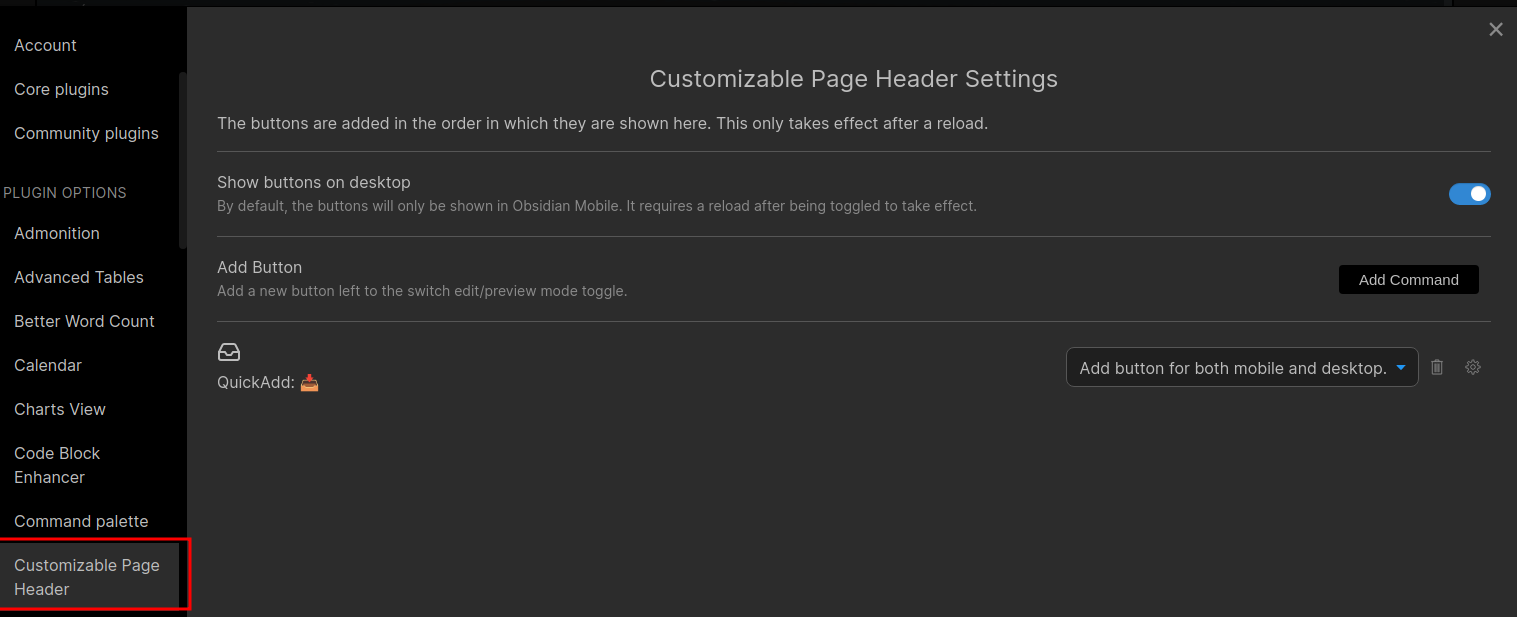 Account
Core plugins
Community plugins
PLUGIN OPTIONS
Admonition
Advanced Tables
Better Word Count
Calendar
Charts View
Code Block
Enhancer
Command palette
Customizable Page
Header
Customizable Page Header Settings
The buttons are added in the order in which they are shown here. This only takes effect after a reload.
Show buttons on desktop
By default, the buttons will only be shown in Obsidian Mobile. It requires a reload after being toggled to take effect.
Add Button
Add a new button left to the switch edit/preview mode toggle.
Add Command
QuickAdd: 📥
Add button for both mobile and desktop.